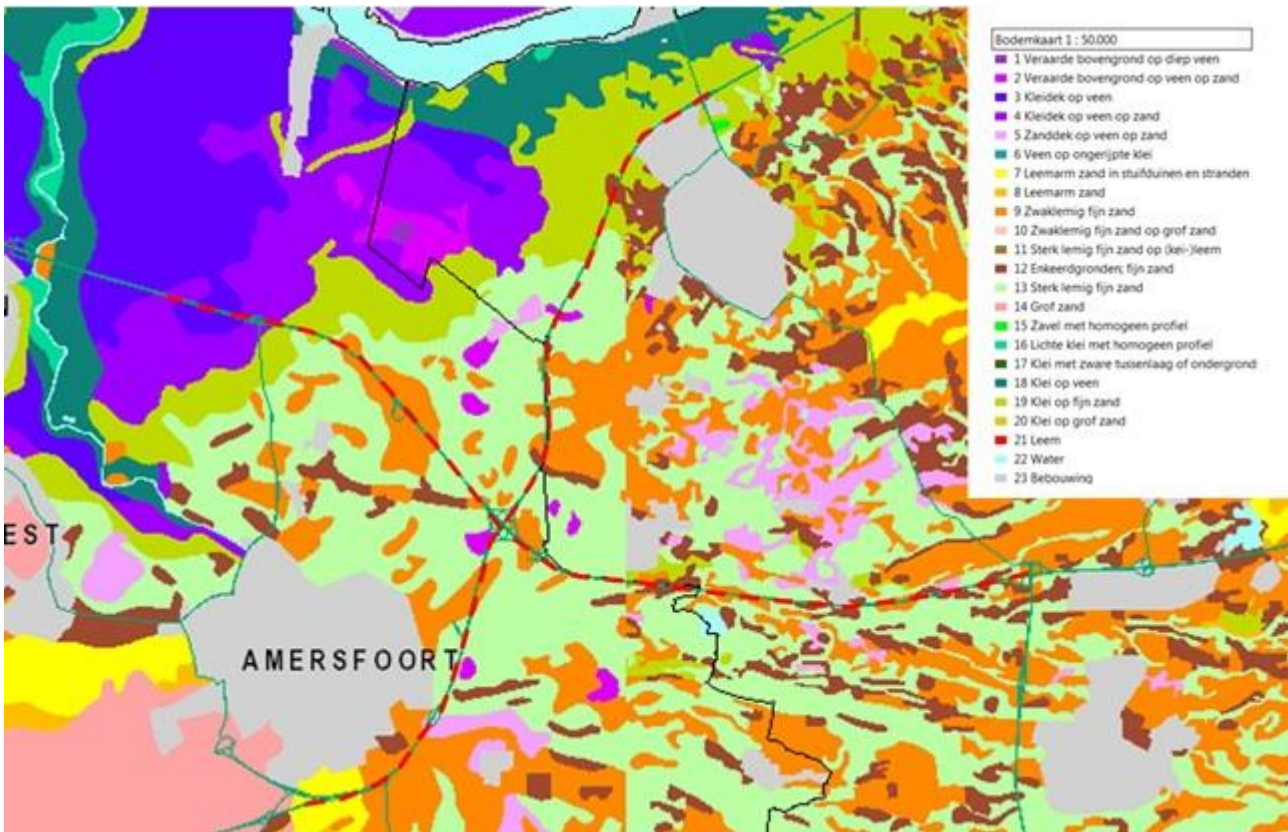 Bodemkaart 1 : 50.000
1 Veraarde bovengrond op diep veen
2 Veraarde bovengrond op veen op zand
3 Kleidek op veen
4 Kleidek op veen op zand
5 Zanddek op veen op zand
6 Veen op ongerijpte klei
7 Leemarm zand in stuifduinen en stranden
8 Leemarm zand
9 Zwaklemig fijn zand
10 Zwaklemig fijn zand op grof zand
11 Sterk lemig fijn zand op (kei-)leem
12 Enkeerdgronden; fijn zand
13 Sterk lemig fijn zand
14 Grof zand
15 Zavel met homogeen profiel
16 Lichte klei met homogeen profiel
17 Klei met zware tussenlaag of ondergrond
18 Klei op veen
19 Klei op fijn zand
20 Klei op grof zand
21 Leem
22 Water
23 Bebouwing
EST
AMERSFOORT